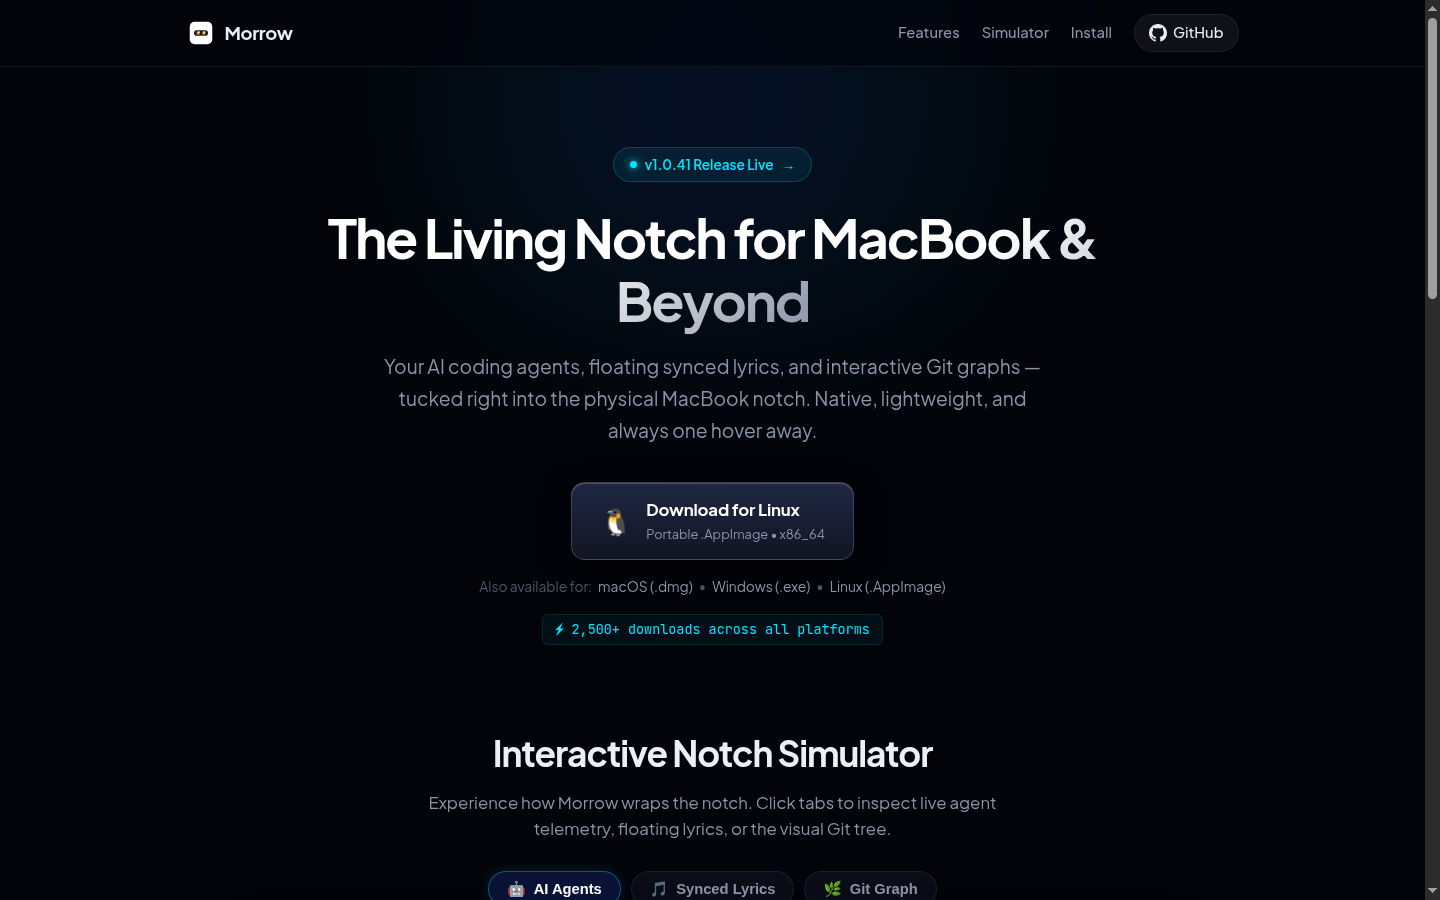 Morrow
Features
Simulator
Install
GitHub
v1.0.41 Release Live →
The Living Notch for MacBook &
Beyond
Your AI coding agents, floating synced lyrics, and interactive Git graphs —
tucked right into the physical MacBook notch. Native, lightweight, and
always one hover away.
Download for Linux
Portable .AppImage • x86_64
Also available for: macOS (.dmg) • Windows (.exe) • Linux (.AppImage)
⚡ 2,500+ downloads across all platforms
Interactive Notch Simulator
Experience how Morrow wraps the notch. Click tabs to inspect live agent
telemetry, floating lyrics, or the visual Git tree.
🤖 AI Agents
🎵 Synced Lyrics
🌿 Git Graph